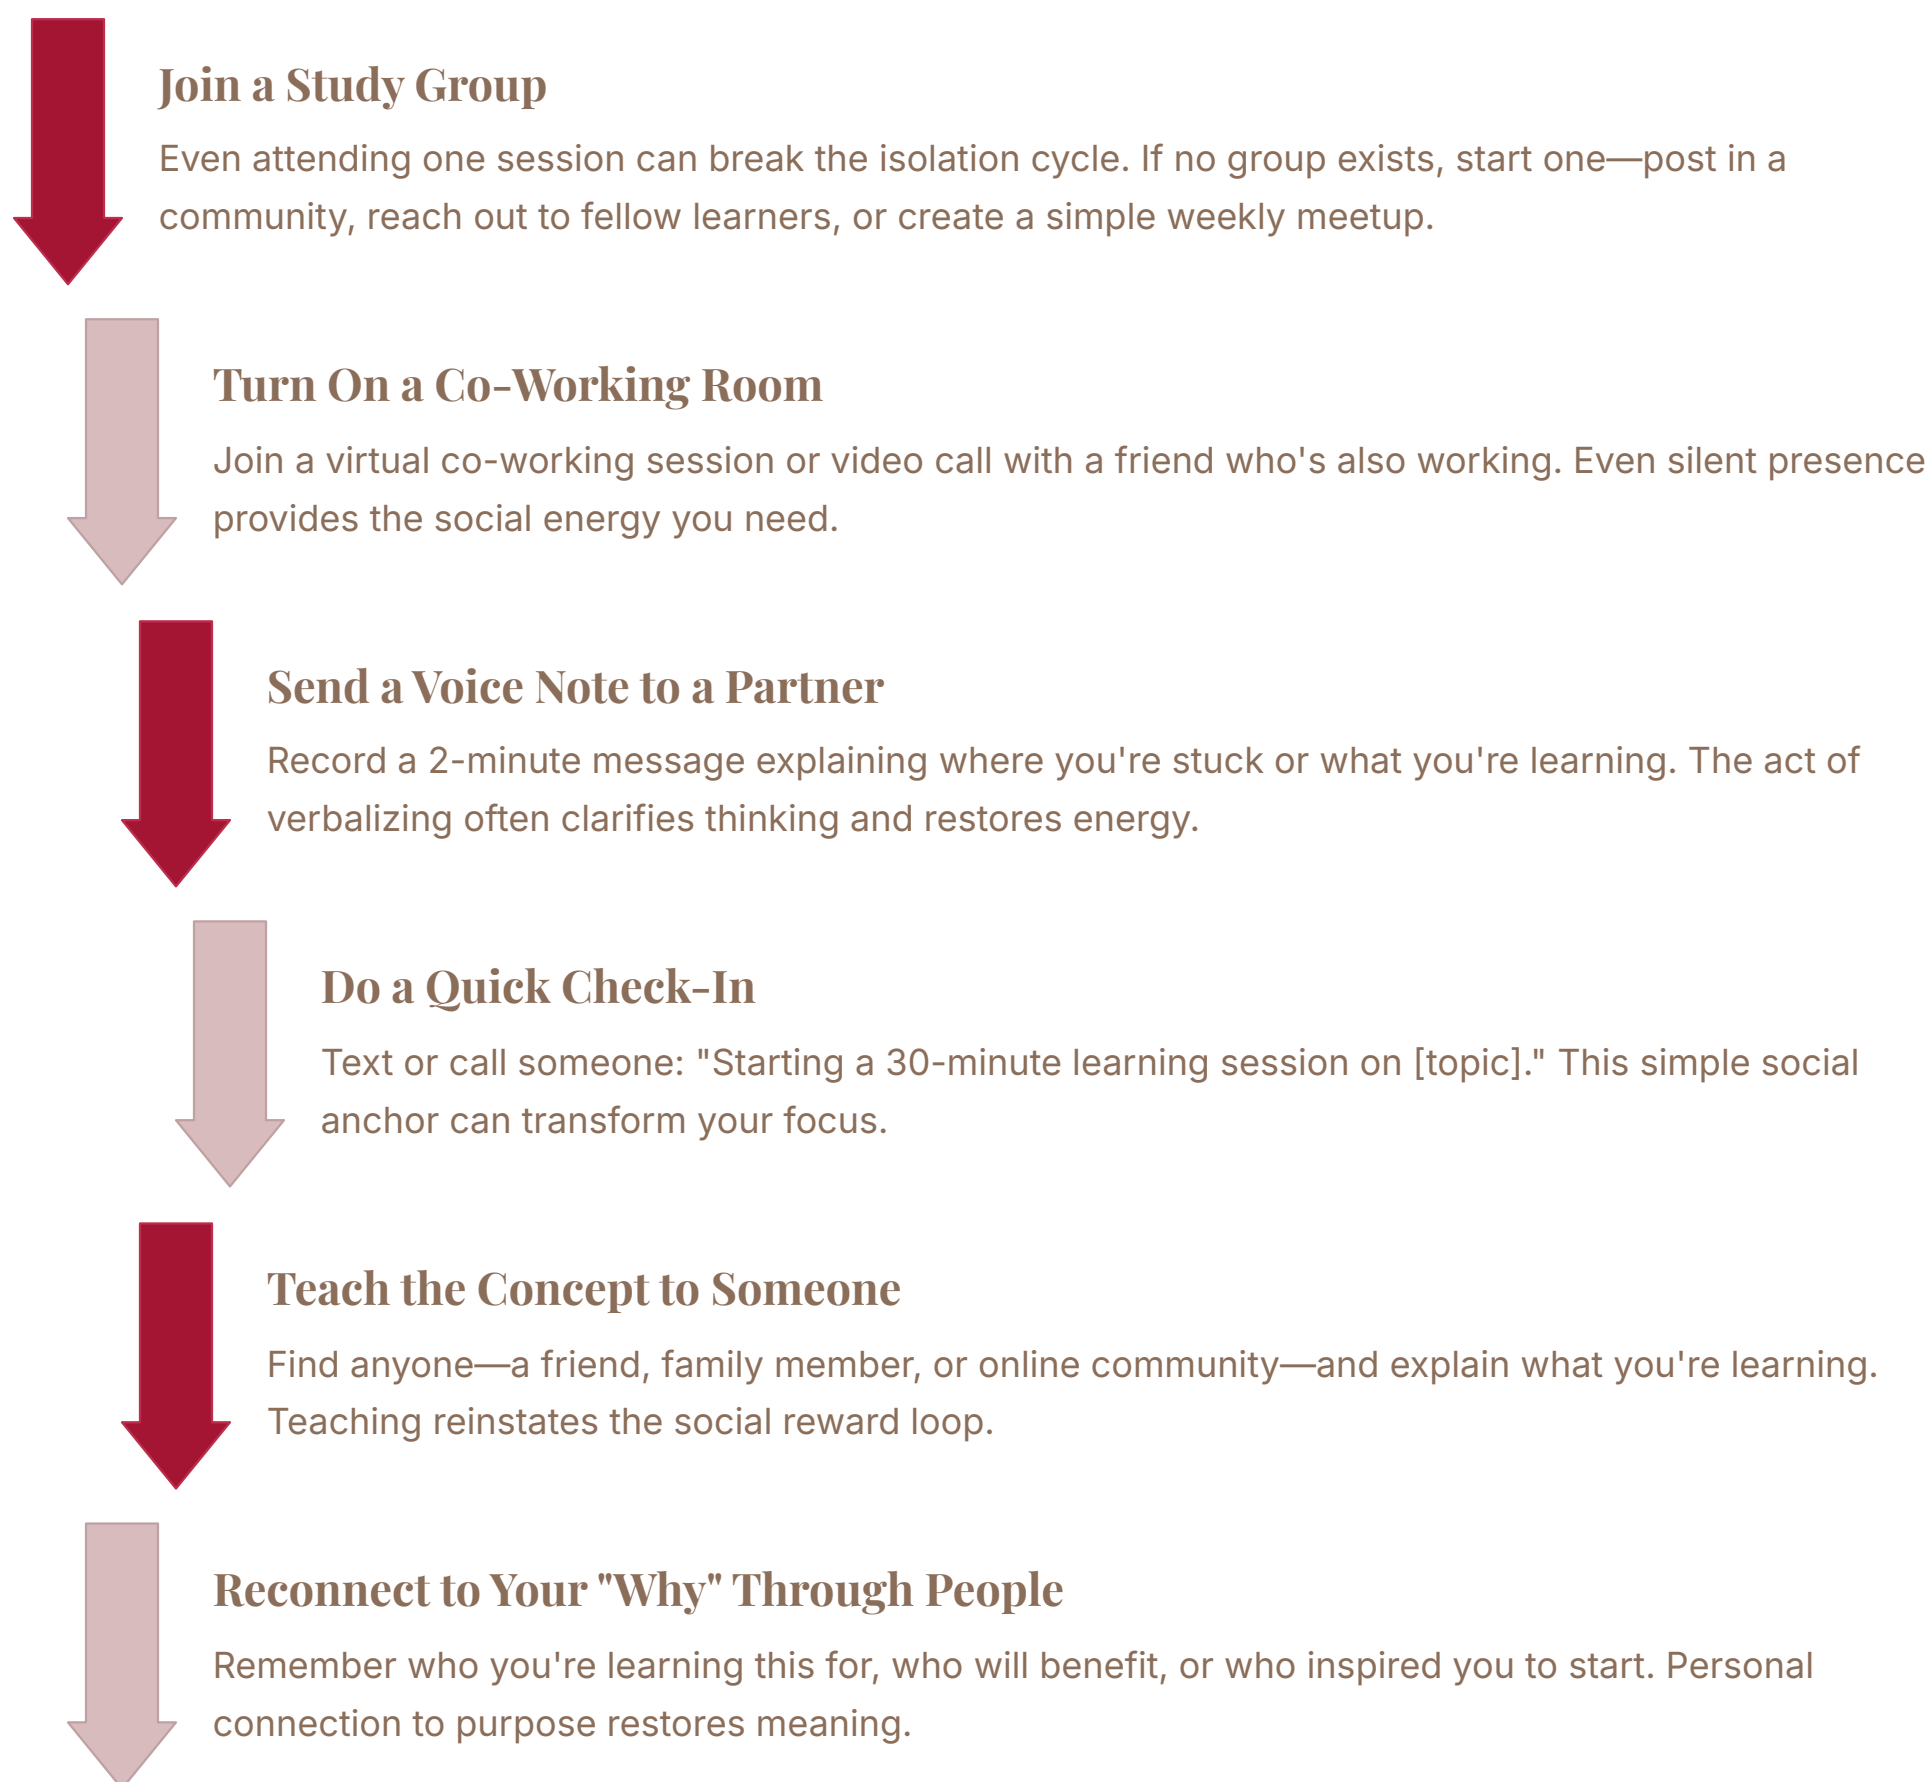 Join a Study Group
Even attending one session can break the isolation cycle. If no group exists, start one—post in a
community, reach out to fellow learners, or create a simple weekly meetup.
Turn On a Co-Working Room
Join a virtual co-working session or video call with a friend who's also working. Even silent presence
provides the social energy you need.
Send a Voice Note to a Partner
Record a 2-minute message explaining where you're stuck or what you're learning. The act of
verbalizing often clarifies thinking and restores energy.
Do a Quick Check-In
Text or call someone: "Starting a 30-minute learning session on [topic]." This simple social
anchor can transform your focus.
Teach the Concept to Someone
Find anyone—a friend, family member, or online community—and explain what you're learning.
Teaching reinstates the social reward loop.
Reconnect to Your "Why" Through People
Remember who you're learning this for, who will benefit, or who inspired you to start. Personal
connection to purpose restores meaning.